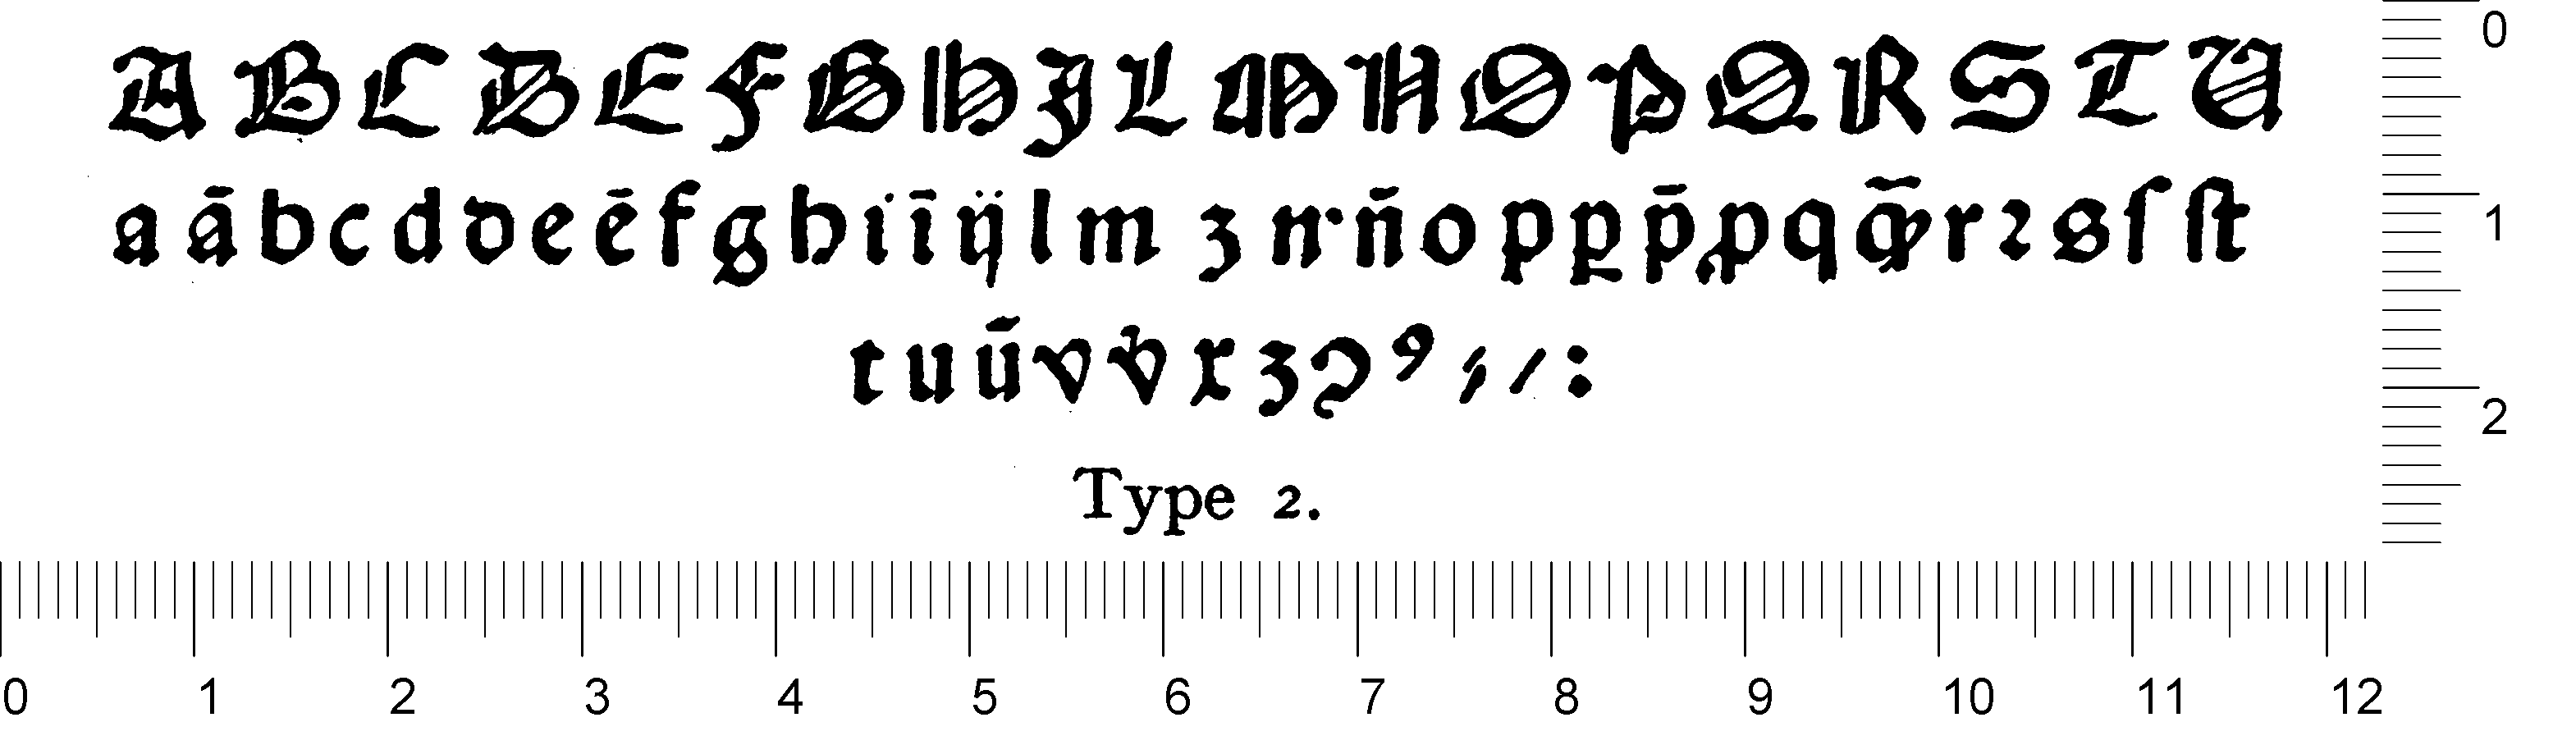 A B C D E F G H J L M N O P Q R S T U
a ā b c d d e ē f g h i ī ÿ l m ʒ n ñ o p ꝑ p̄ ꝓ q q̃ r ꝛ s ſ ſt
t u ū v v x ʒ ꝯ ꝰ / :
Type 2.
0
1
2
0 1 2 3 4 5 6 7 8 9 10 11 12